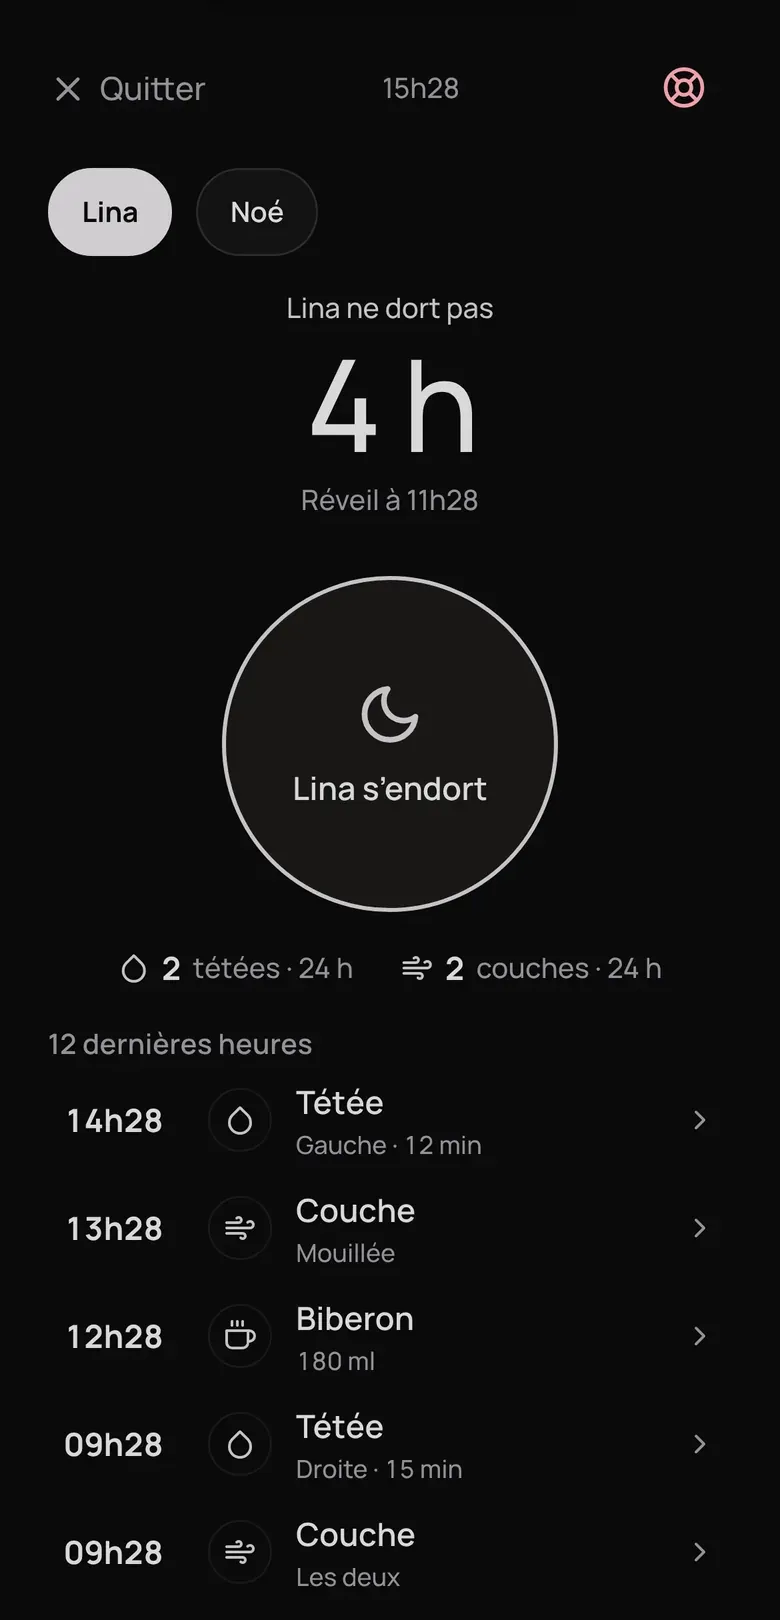 Quitter
15h28
Lina
Noé
Lina ne dort pas
4 h
Réveil à 11h28
Lina s’endort
2 tétées · 24 h
2 couches · 24 h
12 dernières heures
14h28
Tétée
Gauche · 12 min
13h28
Couche
Mouillée
12h28
Biberon
180 ml
09h28
Tétée
Droite · 15 min
09h28
Couche
Les deux